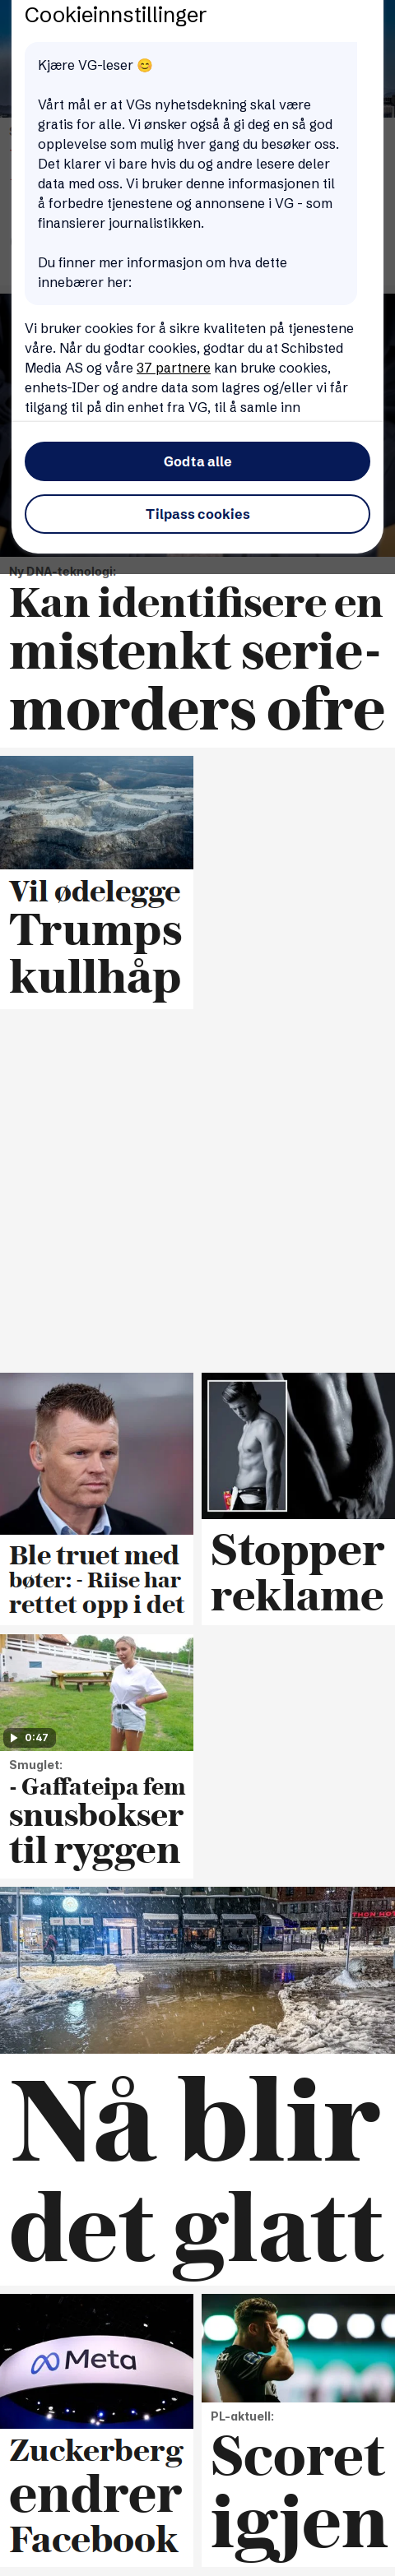 Cookieinnstillinger
Kjære VG-leser 😊
Vårt mål er at VGs nyhetsdekning skal være
gratis for alle. Vi ønsker også å gi deg en så god
opplevelse som mulig hver gang du besøker oss.
Det klarer vi bare hvis du og andre lesere deler
data med oss. Vi bruker denne informasjonen til
å forbedre tjenestene og annonsene i VG - som
finansierer journalistikken.
Du finner mer informasjon om hva dette
innebærer her:
Vi bruker cookies for å sikre kvaliteten på tjenestene
våre. Når du godtar cookies, godtar du at Schibsted
Media AS og våre 37 partnere kan bruke cookies,
enhets-IDer og andre data som lagres og/eller vi får
tilgang til på din enhet fra VG, til å samle inn
Godta alle
Tilpass cookies
Ny DNA-teknologi:
Kan identifisere en
mistenkt serie-
morders ofre
Vil ødelegge
Trumps
kullhåp
Ble truet med
bøter: - Riise har
rettet opp i det
Stopper
reklame
0:47
Smuglet:
- Gaffateipa fem
snusbokser
til ryggen
Nå blir
det glatt
Meta
Zuckerberg
endrer
Facebook
PL-aktuell:
Scoret
igjen